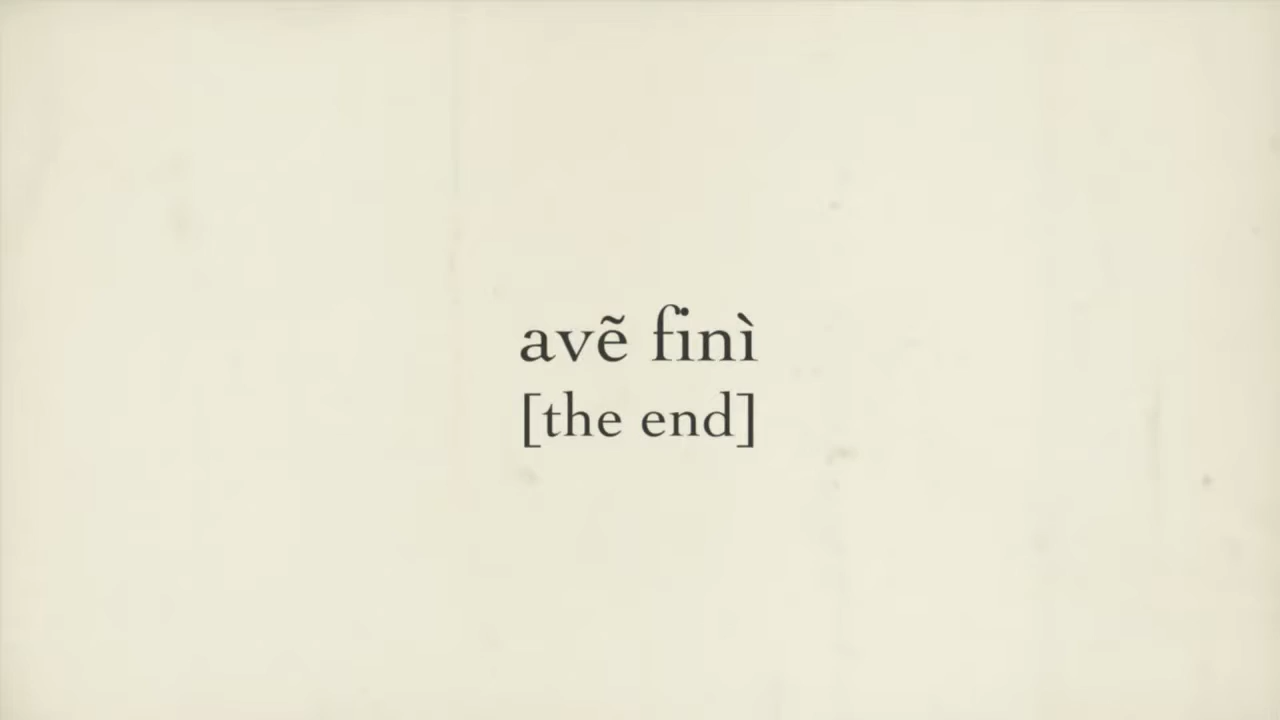 avẽ finì
[the end]